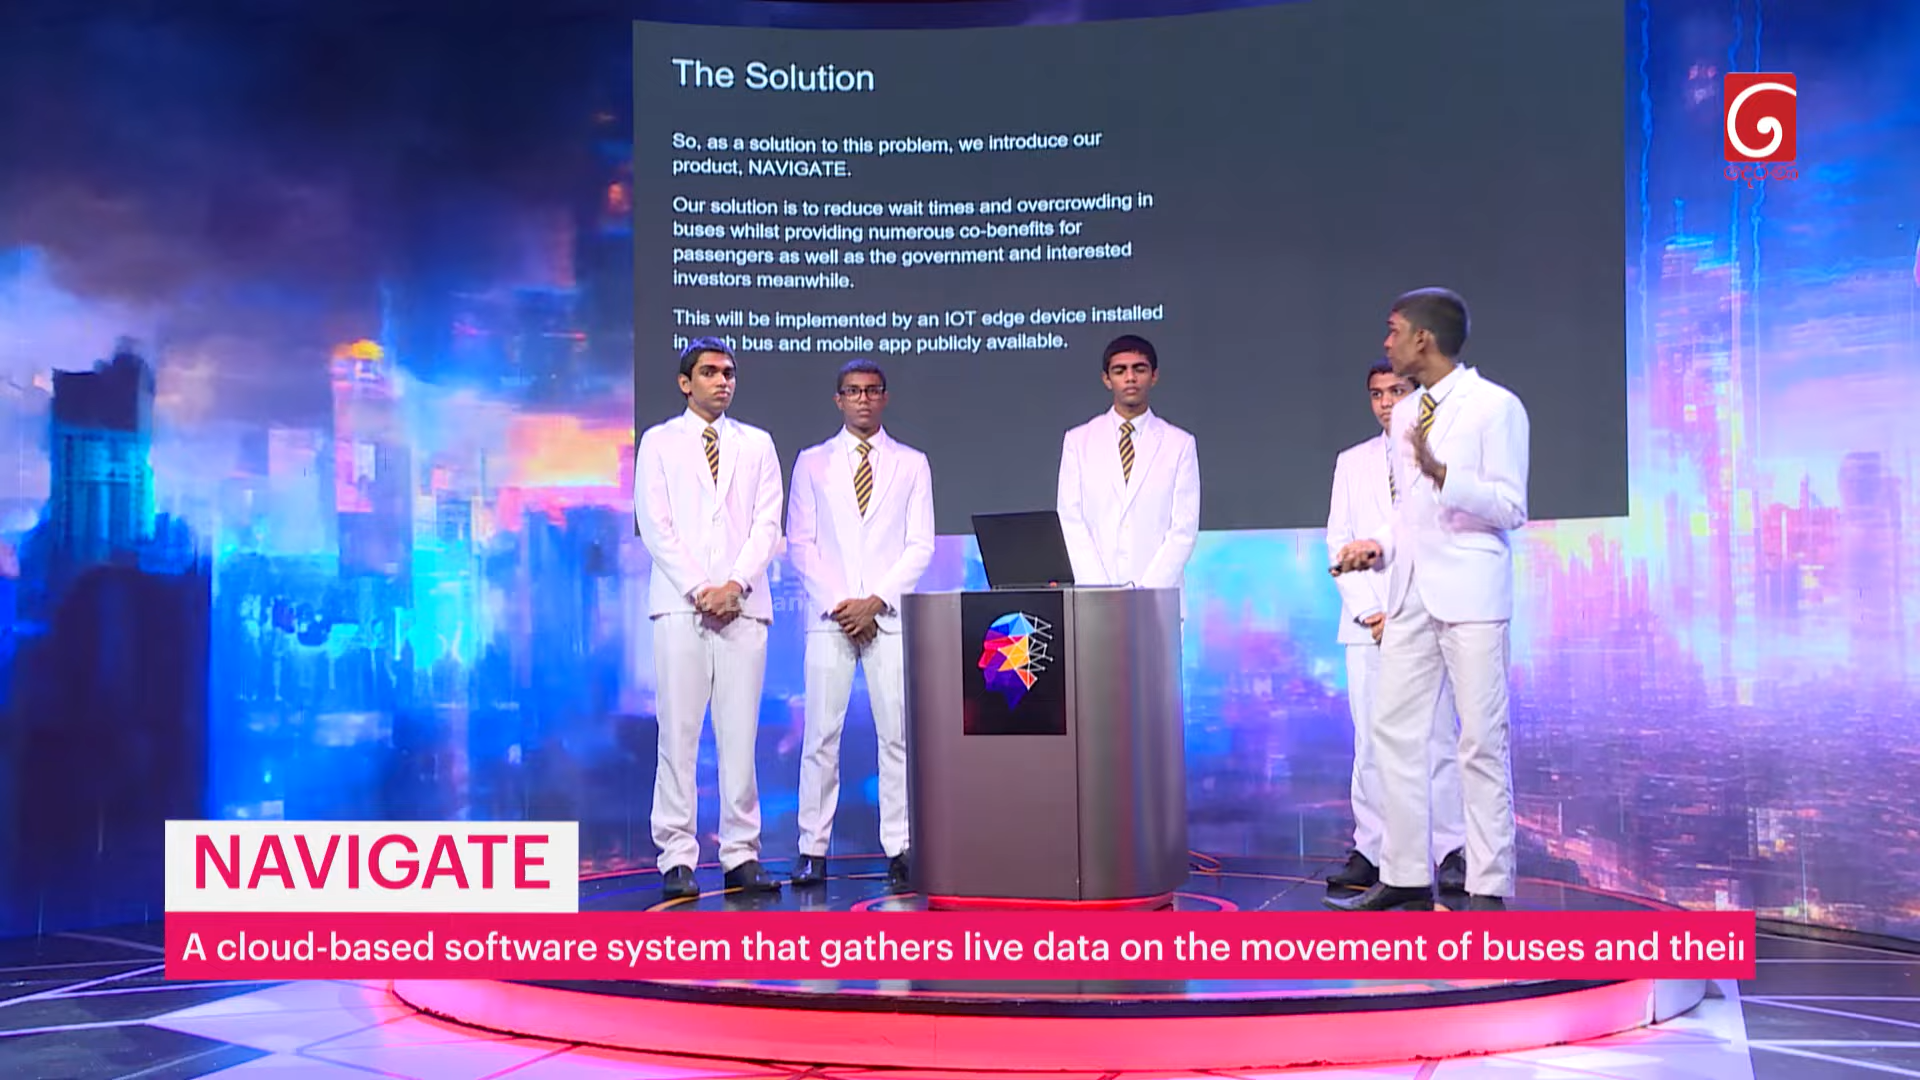 The Solution
So, as a solution to this problem, we introduce our
product, NAVIGATE.
Our solution is to reduce wait times and overcrowding in
buses whilst providing numerous co-benefits for
passengers as well as the government and interested
investors meanwhile.
This will be implemented by an IOT edge device installed
in bus and mobile app publicly available.
දෙරණ
NAVIGATE
A cloud-based software system that gathers live data on the movement of buses and their